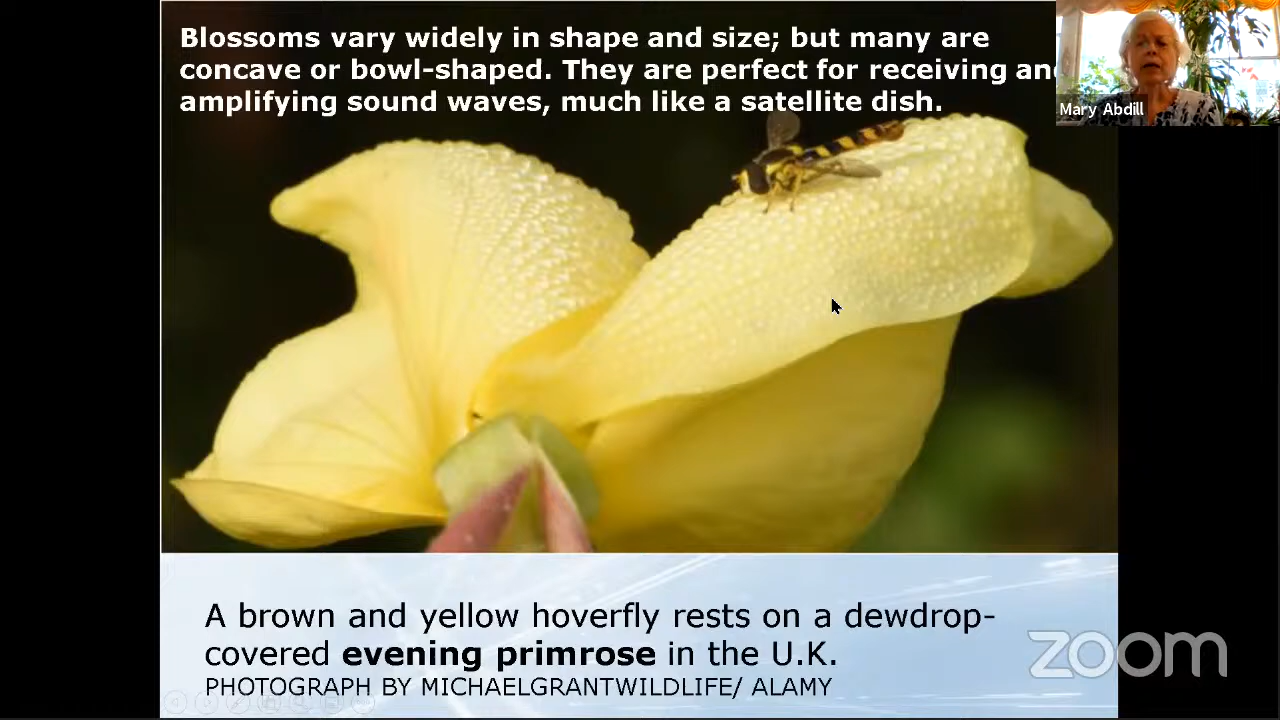 Blossoms vary widely in shape and size; but many are
concave or bowl-shaped. They are perfect for receiving and
amplifying sound waves, much like a satellite dish.
Mary Abdill
A brown and yellow hoverfly rests on a dewdrop-
covered evening primrose in the U.K.
PHOTOGRAPH BY MICHAELGRANTWILDLIFE/ ALAMY
zoom